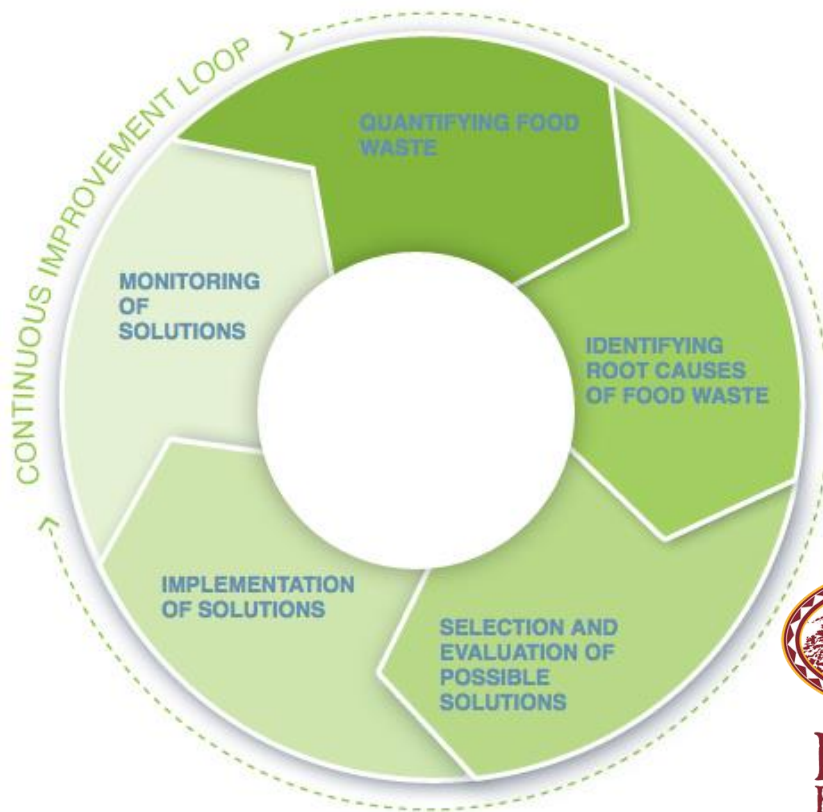 CONTINUOUS IMPROVEMENT LOOP
QUANTIFYING FOOD
WASTE
IDENTIFYING
ROOT CAUSES
OF FOOD WASTE
SELECTION AND
EVALUATION OF
POSSIBLE
SOLUTIONS
IMPLEMENTATION
OF SOLUTIONS
MONITORING
OF
SOLUTIONS